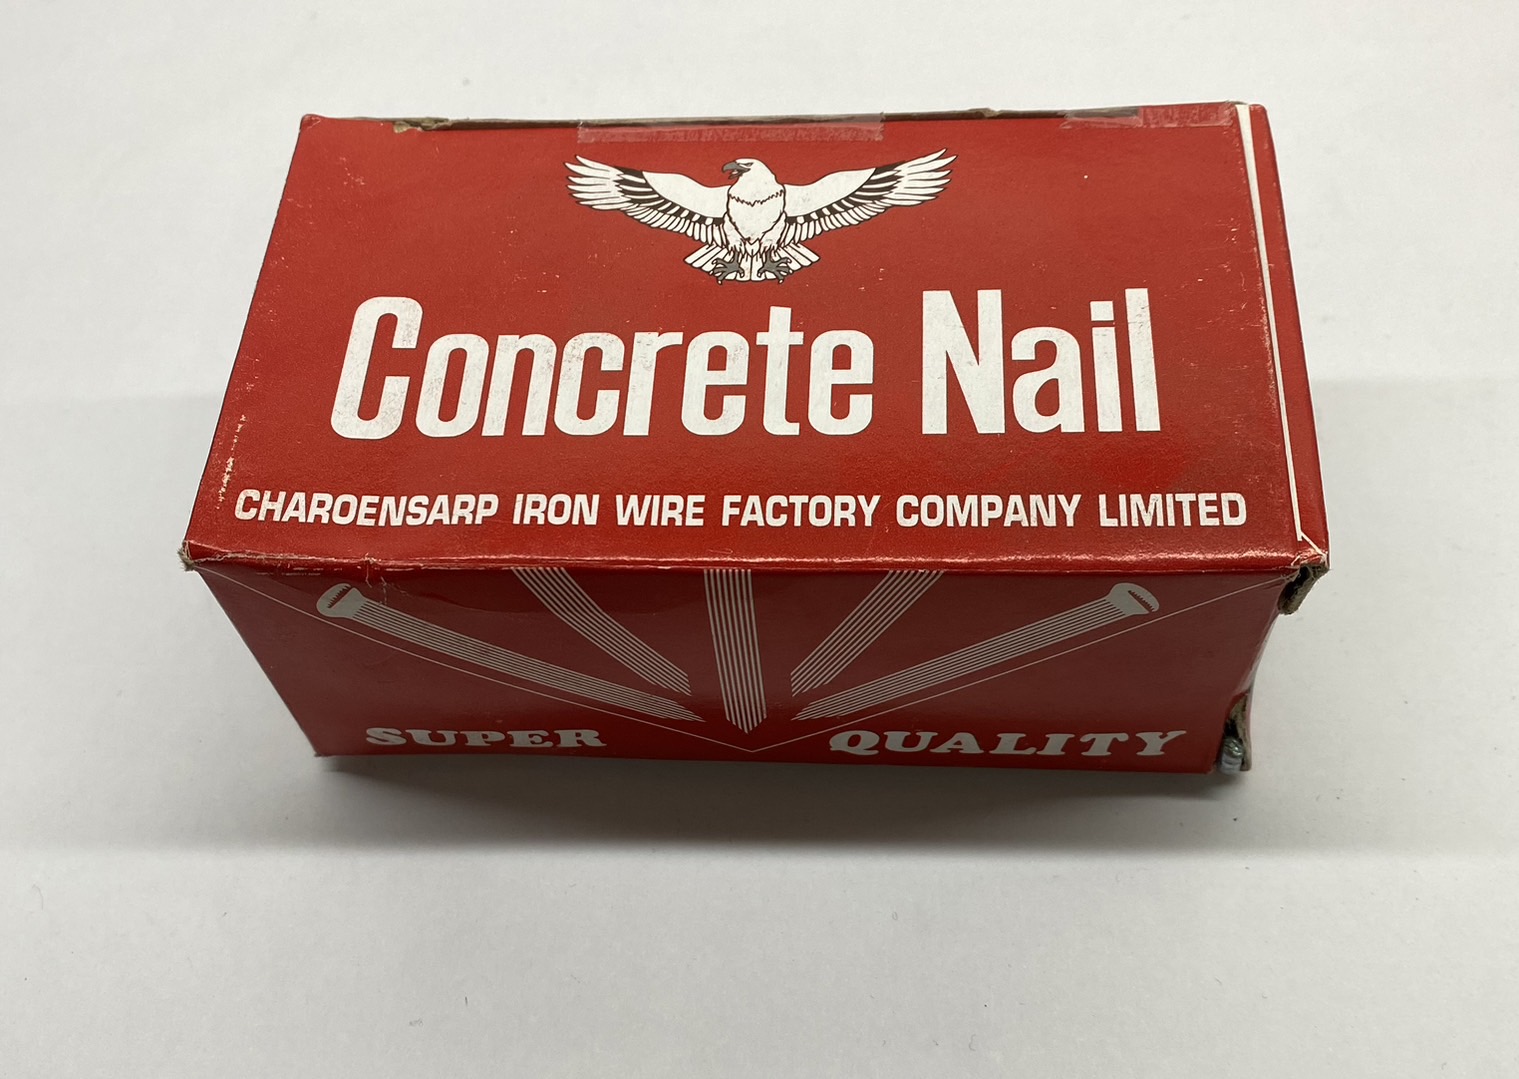 Concrete Nail
CHAROENSARP IRON WIRE FACTORY COMPANY LIMITED
SUPER QUALITY